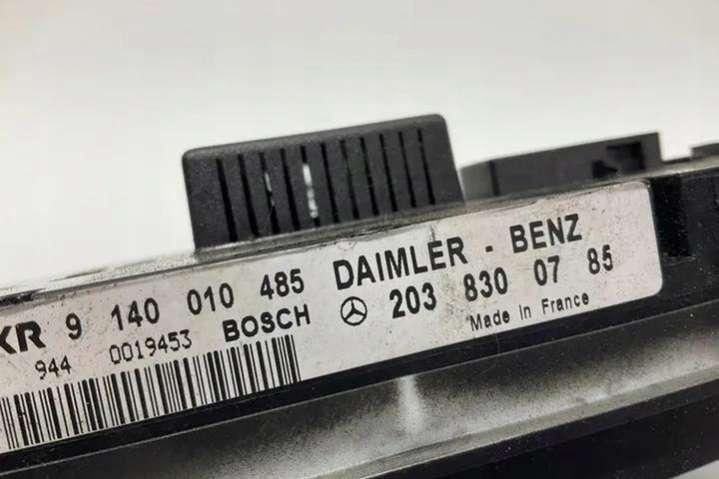 KR 9 140 010 485 DAIMLER - BENZ
944 0019453 BOSCH 203 830 07 85
Made in France